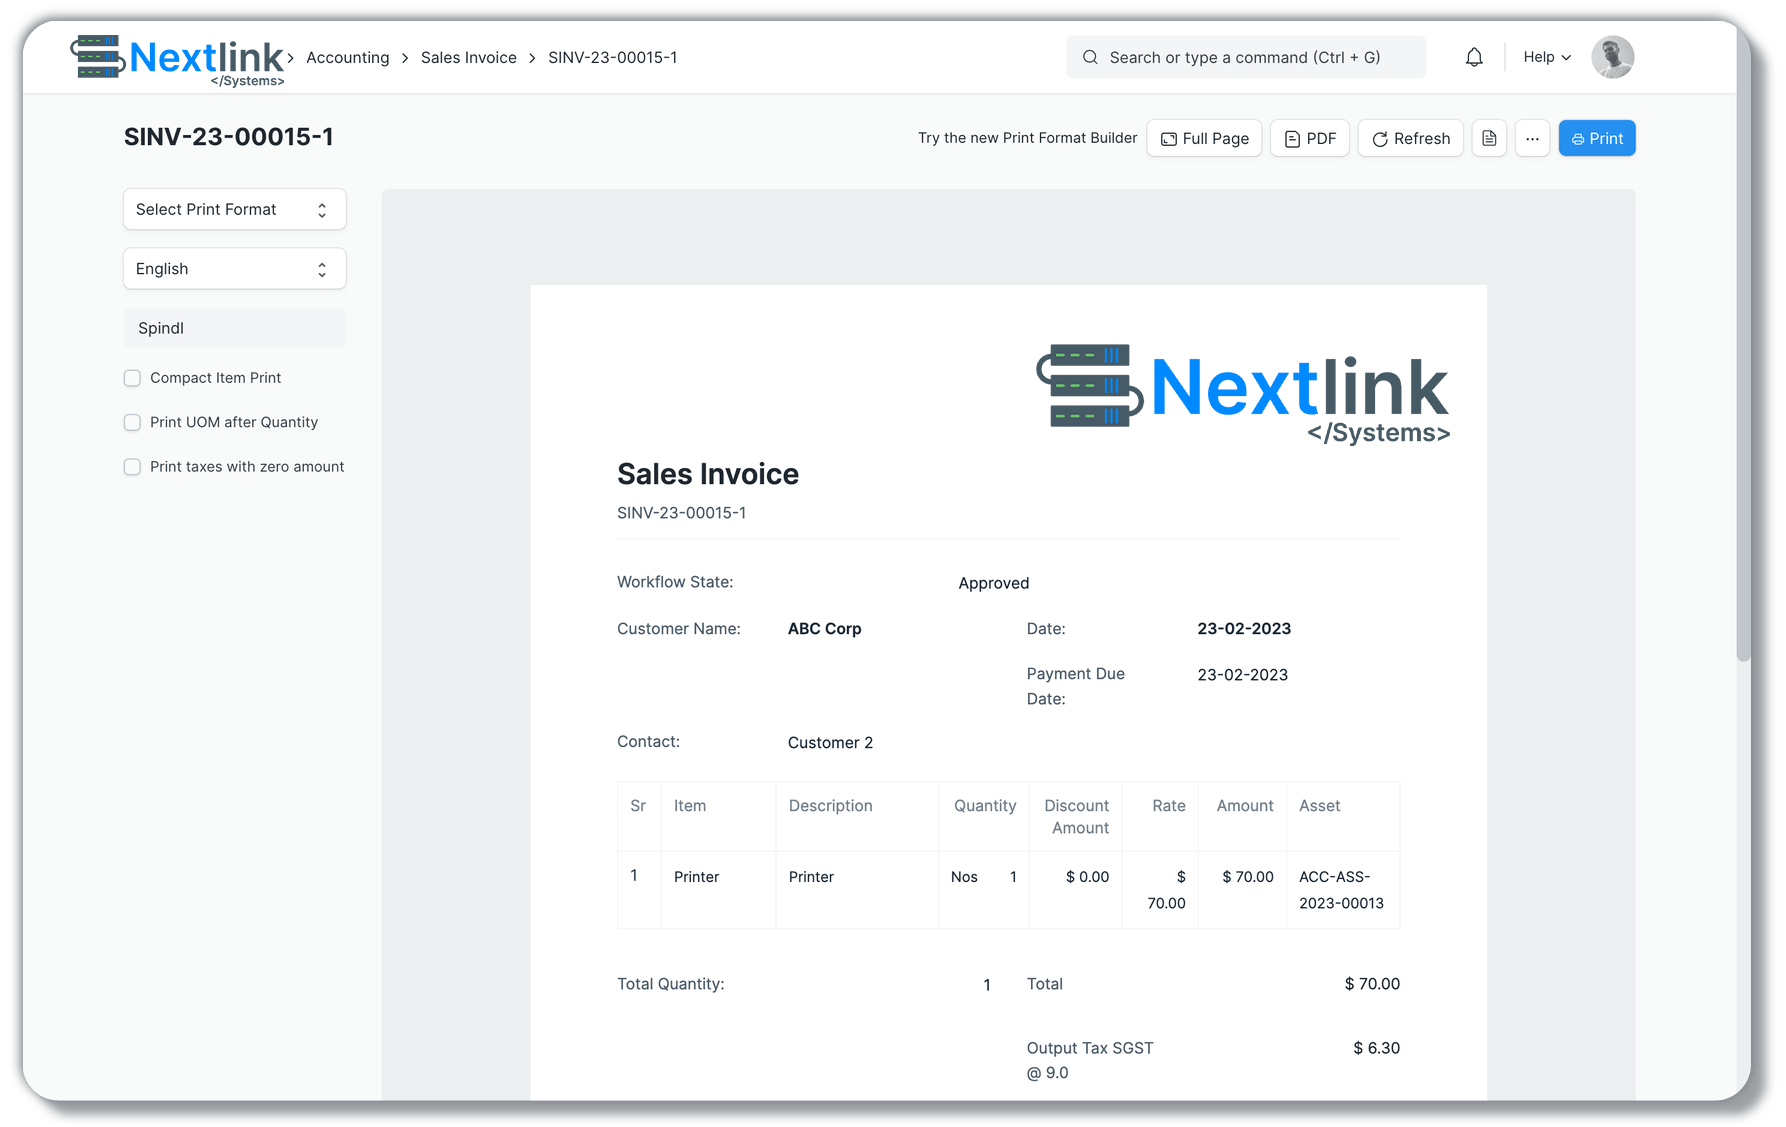 Nextlink
</Systems>
Accounting
Sales Invoice
SINV-23-00015-1
Search or type a command (Ctrl + G)
Help
SINV-23-00015-1
Try the new Print Format Builder
Full Page
PDF
Refresh
...
Print
Select Print Format
English
Spindl
Compact Item Print
Print UOM after Quantity
Print taxes with zero amount
Nextlink
</Systems>
Sales Invoice
SINV-23-00015-1
Workflow State: Approved
Customer Name: ABC Corp Date: 23-02-2023
Payment Due 23-02-2023
Date:
Contact: Customer 2
Sr Item Description Quantity Discount Rate Amount Asset
Amount
1 Printer Printer Nos 1 $ 0.00 $ $ 70.00 ACC-ASS-
70.00 2023-00013
Total Quantity: 1 Total $ 70.00
Output Tax SGST $ 6.30
@ 9.0